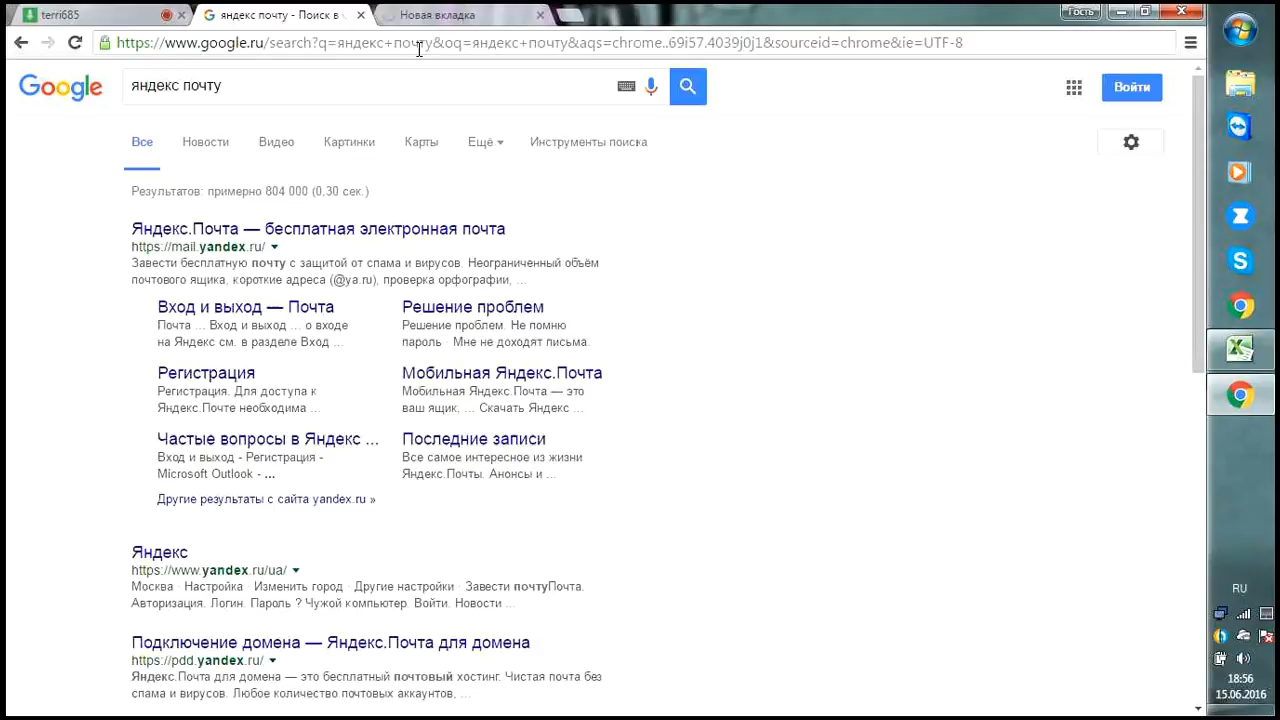 terri685
яндекс почту - Поиск в
Новая вкладка
Гость
https://www.google.ru/search?q=яндекс+почту&oq=яндекс+почту&aqs=chrome..69i57.4039j0j1&sourceid=chrome&ie=UTF-8
Google
яндекс почту
Войти
Все
Новости
Видео
Картинки
Карты
Ещё
Инструменты поиска
Результатов: примерно 804 000 (0,30 сек.)
Яндекс.Почта — бесплатная электронная почта
https://mail.yandex.ru/
Завести бесплатную почту с защитой от спама и вирусов. Неограниченный объём
почтового ящика, короткие адреса (@ya.ru), проверка орфографии, ...
Вход и выход — Почта
Почта ... Вход и выход ... о входе
на Яндекс см. в разделе Вход ...
Решение проблем
Решение проблем. Не помню
пароль · Мне не доходят письма.
Регистрация
Регистрация. Для доступа к
Яндекс.Почте необходима ...
Мобильная Яндекс.Почта
Мобильная Яндекс.Почта — это
ваш ящик, ... Скачать Яндекс ...
Частые вопросы в Яндекс ...
Вход и выход - Регистрация -
Microsoft Outlook - ...
Последние записи
Все самое интересное из жизни
Яндекс.Почты. Анонсы и ...
Другие результаты с сайта yandex.ru »
Яндекс
https://www.yandex.ru/ua/
Москва · Настройка · Изменить город · Другие настройки · Завести почтуПочта.
Авторизация. Логин. Пароль ? Чужой компьютер. Войти. Новости ...
Подключение домена — Яндекс.Почта для домена
https://pdd.yandex.ru/
Яндекс.Почта для домена — это бесплатный почтовый хостинг. Чистая почта без
спама и вирусов. Любое количество почтовых аккаунтов, ...
RU
18:56
15.06.2016